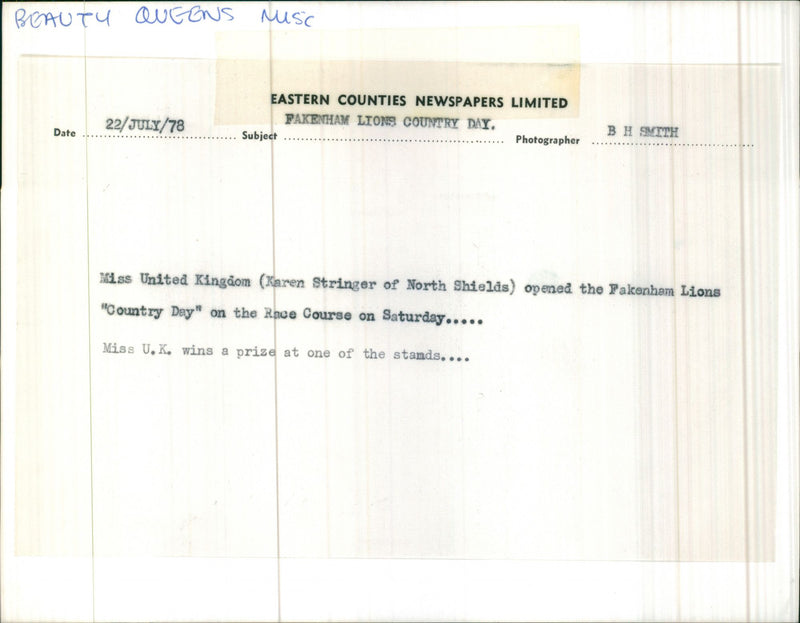 BEAUTY QUEENS MISC
EASTERN COUNTIES NEWSPAPERS LIMITED
Date 22/JULY/78 Subject FAKENHAM LIONS COUNTRY DAY. Photographer B H SMITH
Miss United Kingdom (Karen Stringer of North Shields) opened the Fakenham Lions
"Country Day" on the Race Course on Saturday.....
Miss U.K. wins a prize at one of the stands....